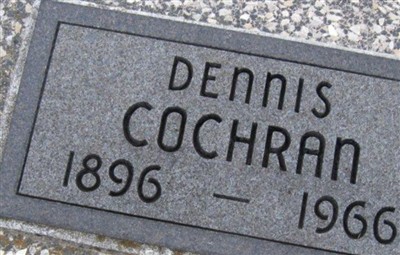 DENNIS
COCHRAN
1896 — 1966